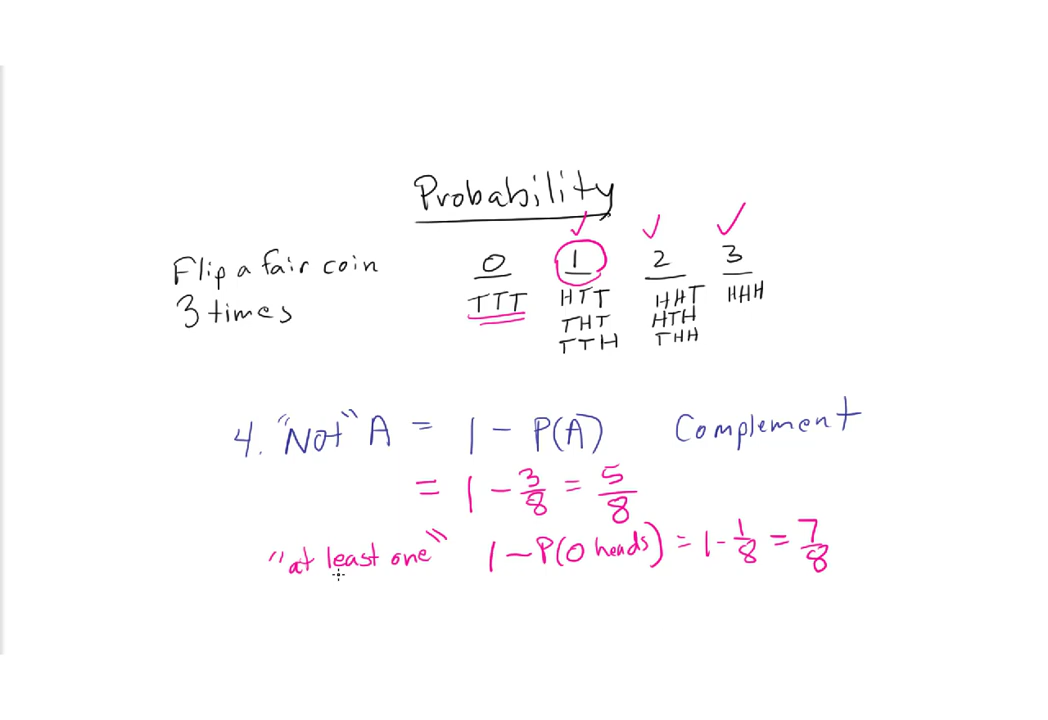 Probability
Flip a fair coin
3 times
0 1 2 3
TTT HTT HHT HHH
THT HTH
TTH THH
4. "Not" A = 1 - P(A) Complement
= 1 - 3/8 = 5/8
"at least one" 1 - P(0 heads) = 1 - 1/8 = 7/8